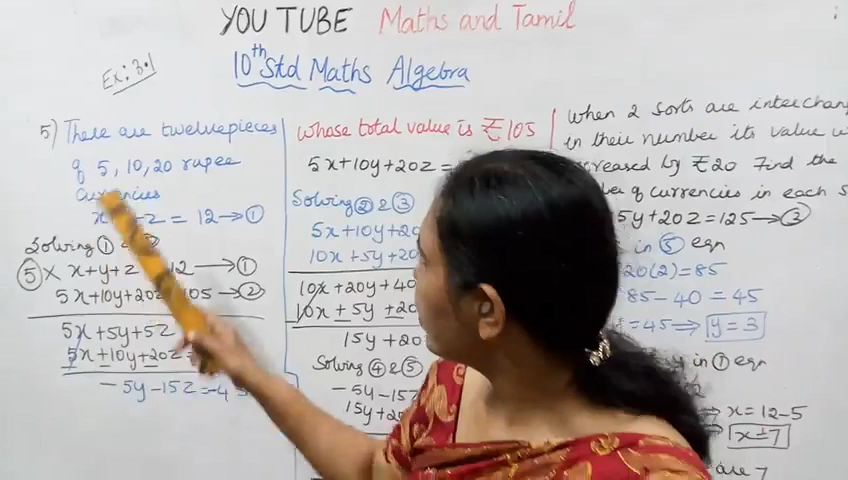 YOU TUBE Maths and Tamil
10th Std Maths Algebra
Ex: 3.1
5) There are twelve pieces
of 5, 10, 20 rupee
Currencies
z = 12 → ①
Solving ①
⑤ × x+y+z 12 → ①
5x+10y+20z 105 → ②
5x+5y+5z
5x+10y+20z
-5y-15z=-4
whose total value is ₹105
5x+10y+20z=
Solving ② & ③
5x+10y+20
10x+5y+20
10x+20y+40
10x+5y+20
15y+20
Solving ④ & ⑤
-5y-15z
15y+20
When 2 sorts are interchan
in their number its value
creased by ₹20 Find the
of currencies in each
5y+20z=125 → ③
in ⑤ eqn
20(2)=85
85-40=45
=45 ⇒ y=3
in ① eqn
⇒ x=12-5
x=7
are 7